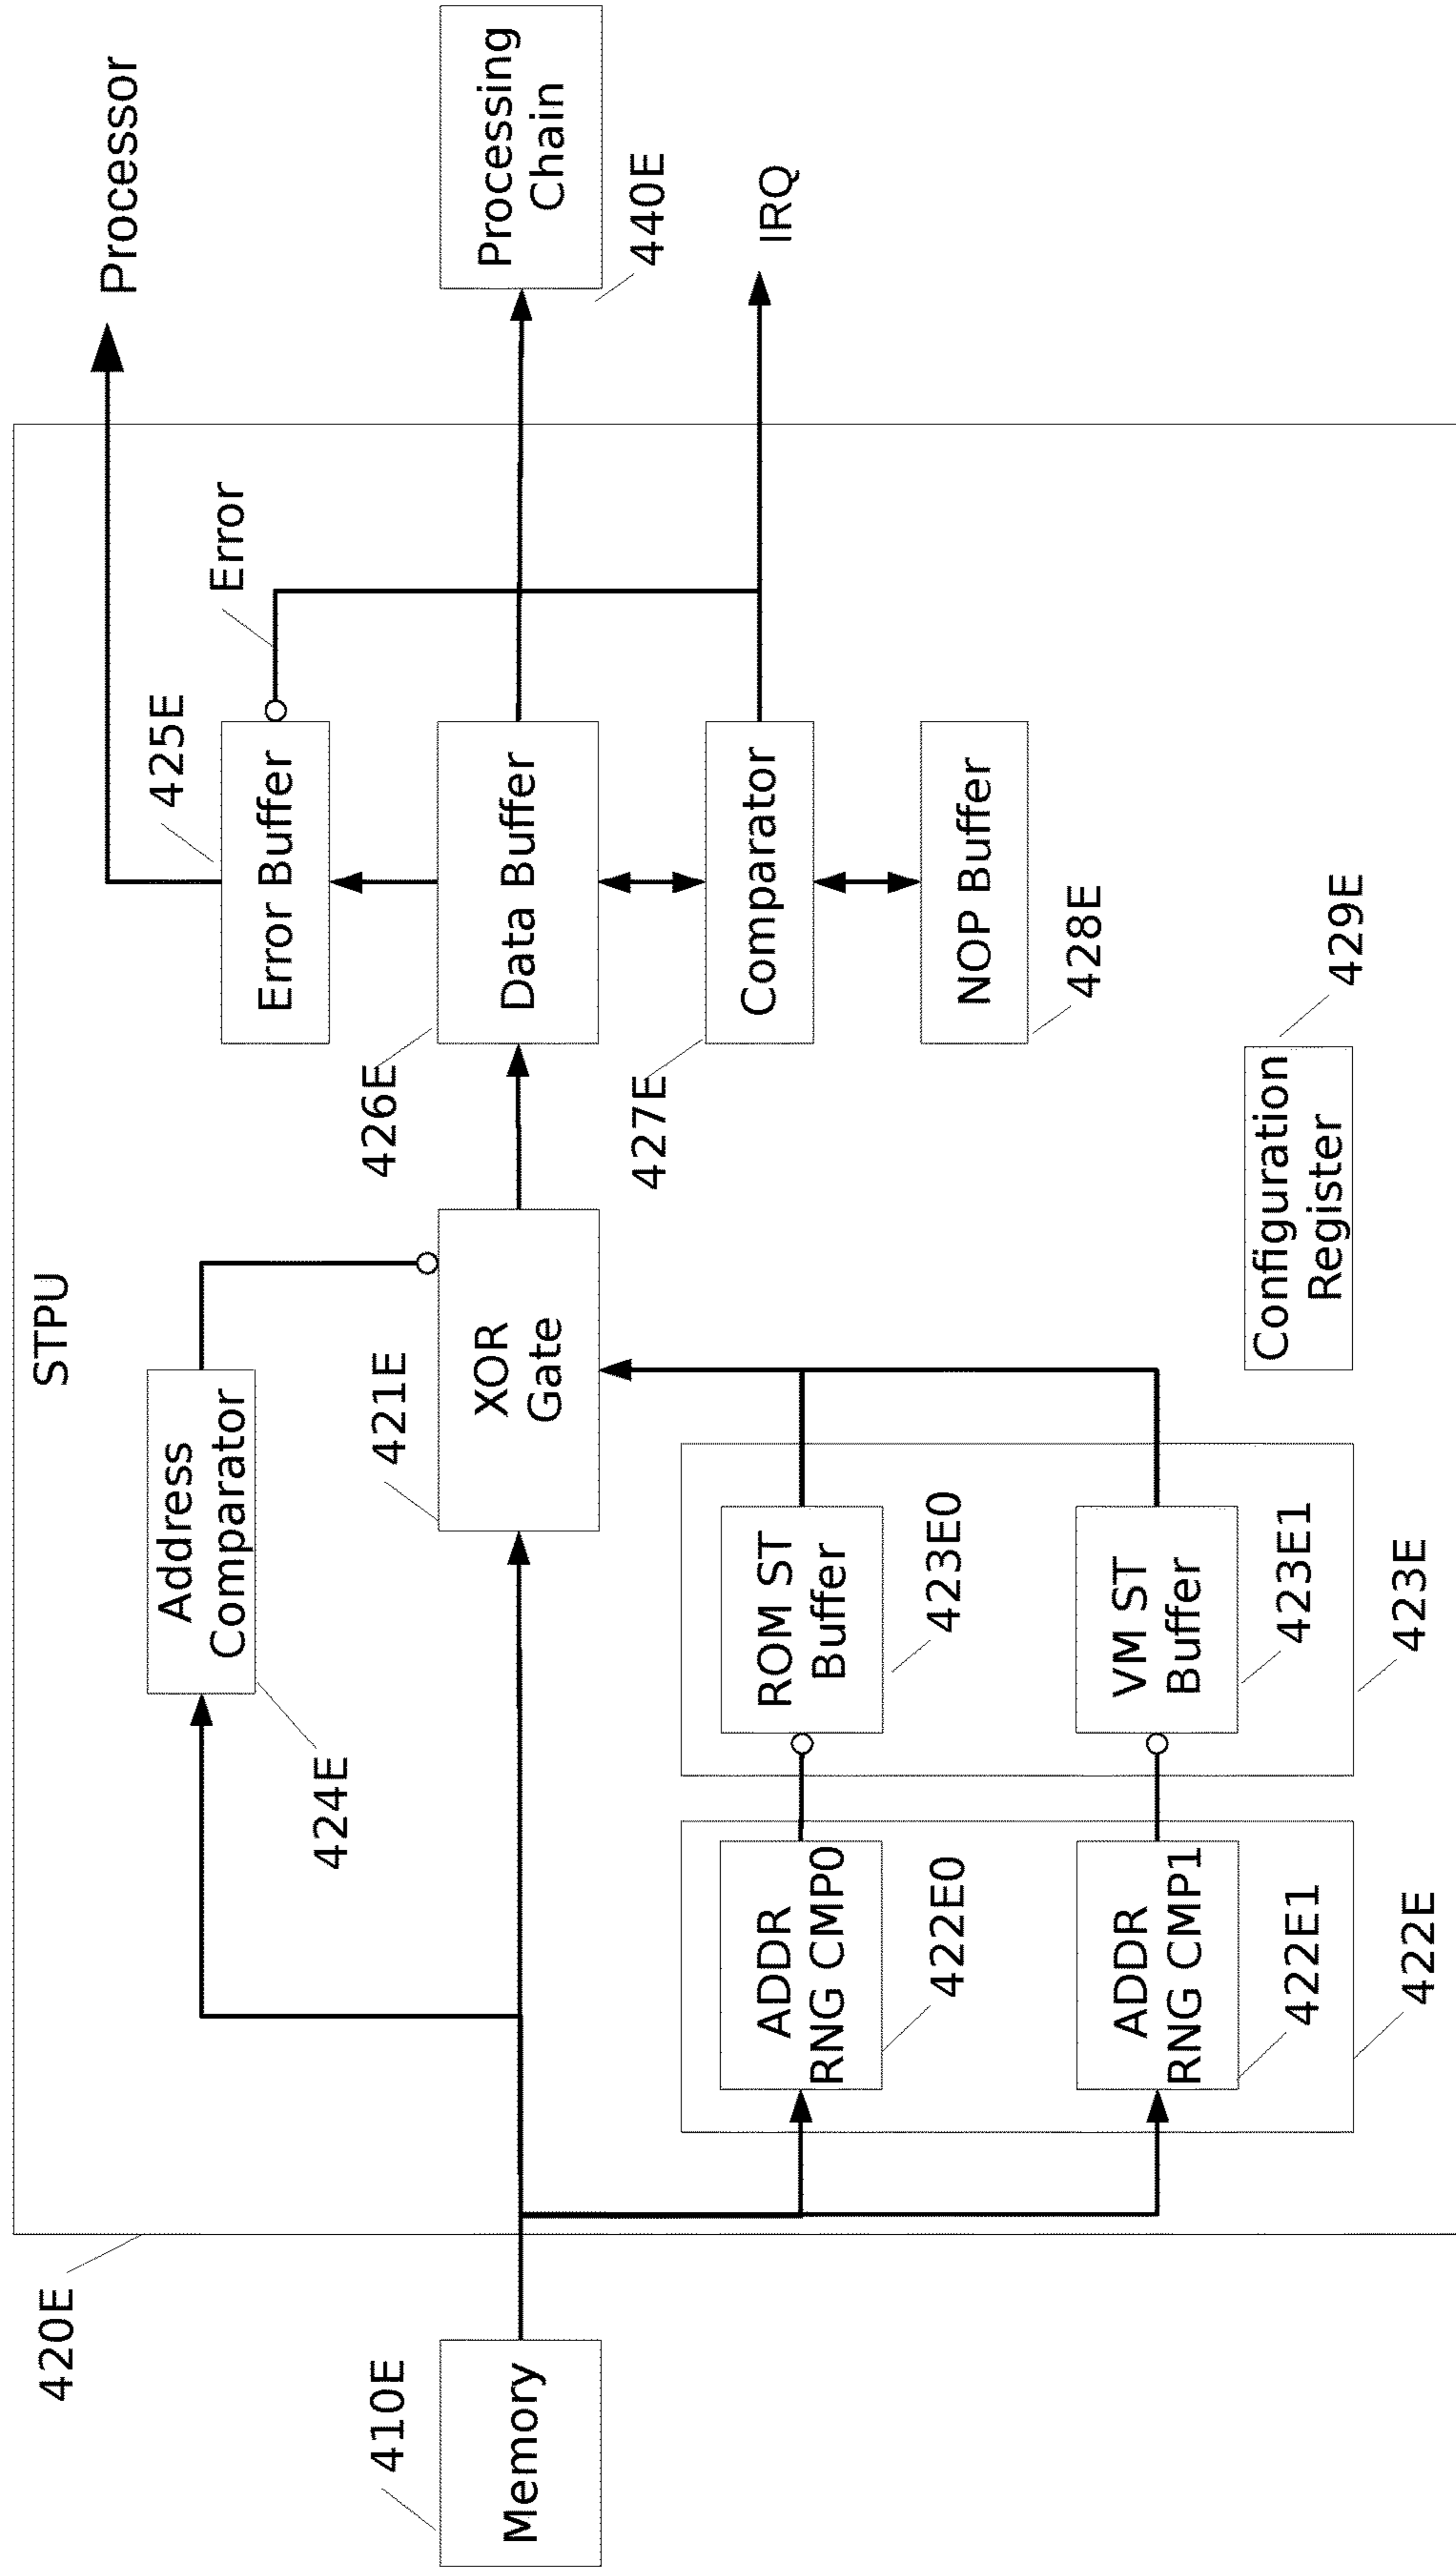 Processor
Processing
Chain
440E
IRQ
STPU
Error
425E
Error Buffer
426E
Data Buffer
427E
Comparator
NOP Buffer
428E
429E
Configuration
Register
Address
Comparator
424E
421E
XOR
Gate
ROM ST
Buffer
423E0
VM ST
Buffer
423E1
423E
ADDR
RNG CMP0
422E0
ADDR
RNG CMP1
422E1
422E
420E
410E
Memory